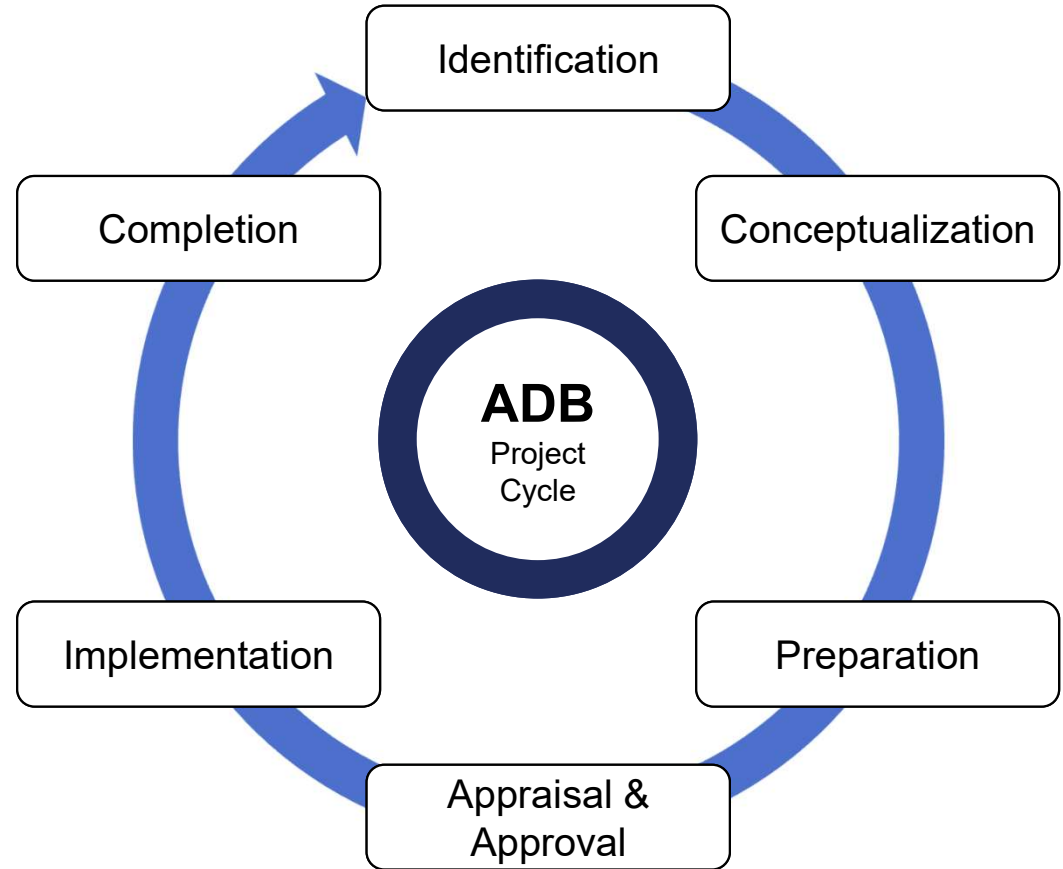 Identification
Conceptualization
Preparation
Appraisal &
Approval
Implementation
Completion
ADB
Project
Cycle